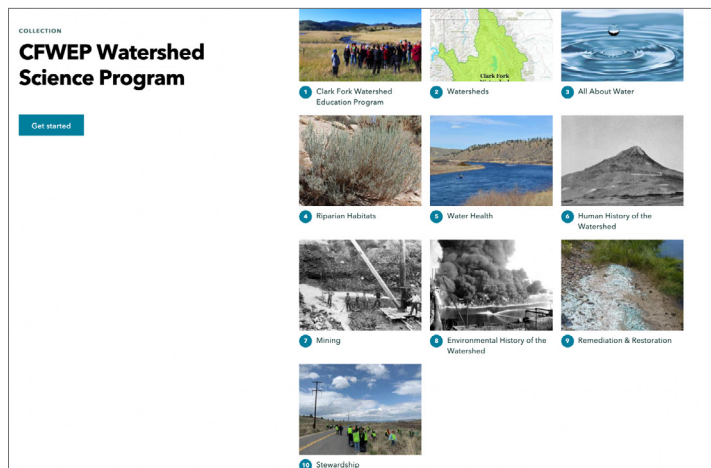 COLLECTION
CFWEP Watershed
Science Program
Get started
1 Clark Fork Watershed
Education Program
Clark Fork
2 Watersheds
3 All About Water
4 Riparian Habitats
5 Water Health
6 Human History of the
Watershed
7 Mining
8 Environmental History of the
Watershed
9 Remediation & Restoration
10 Stewardship